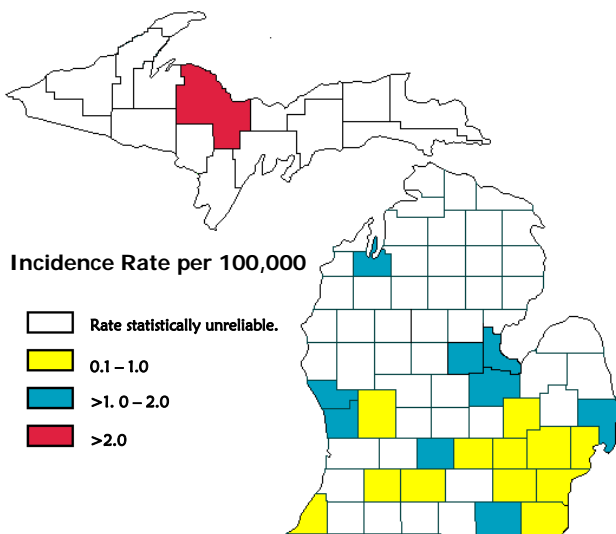 Incidence Rate per 100,000
Rate statistically unreliable.
0.1 – 1.0
>1. 0 – 2.0
>2.0